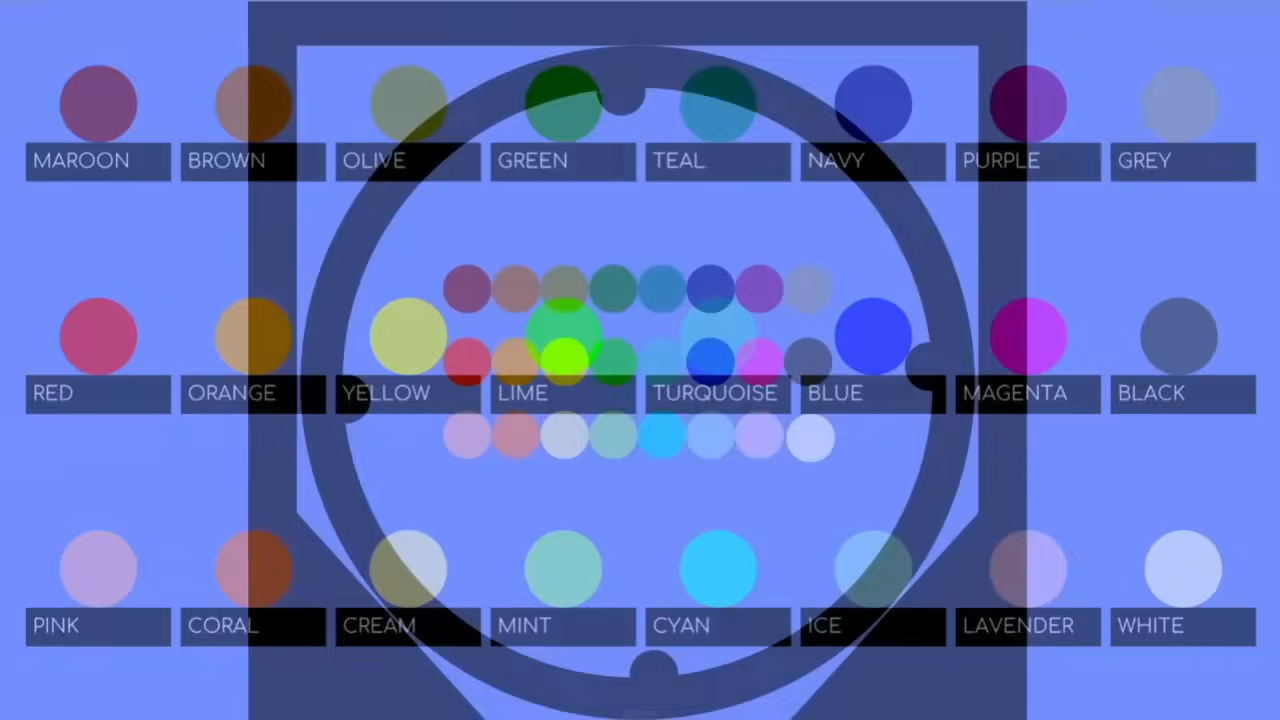 MAROON BROWN OLIVE GREEN TEAL NAVY PURPLE GREY
RED ORANGE YELLOW LIME TURQUOISE BLUE MAGENTA BLACK
PINK CORAL CREAM MINT CYAN ICE LAVENDER WHITE